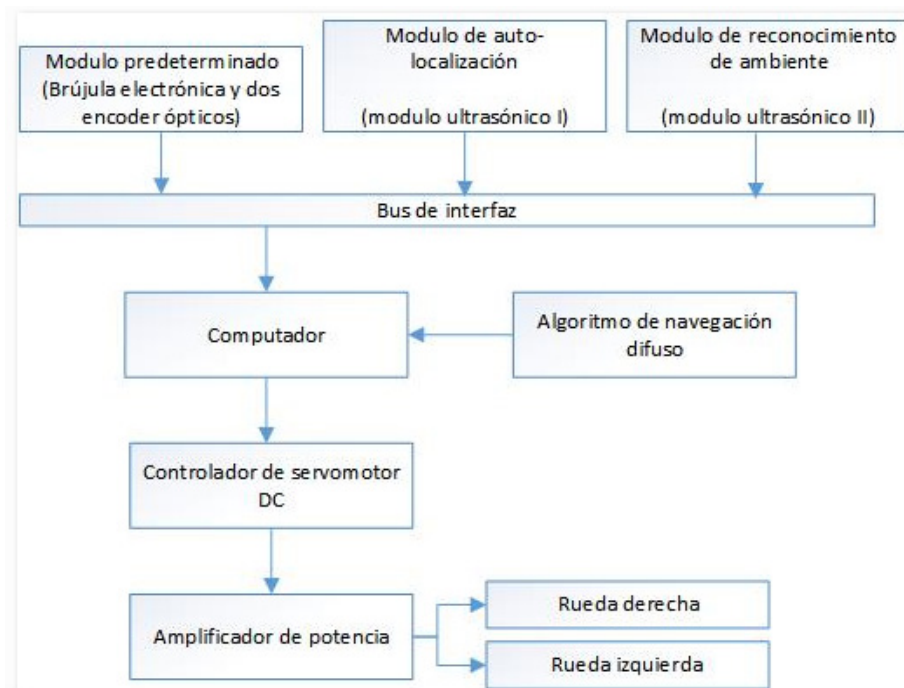 Modulo predeterminado
(Brújula electrónica y dos
encoder ópticos)
Modulo de auto-
localización
(modulo ultrasónico I)
Modulo de reconocimiento
de ambiente
(modulo ultrasónico II)
Bus de interfaz
Computador
Algoritmo de navegación
difuso
Controlador de servomotor
DC
Amplificador de potencia
Rueda derecha
Rueda izquierda